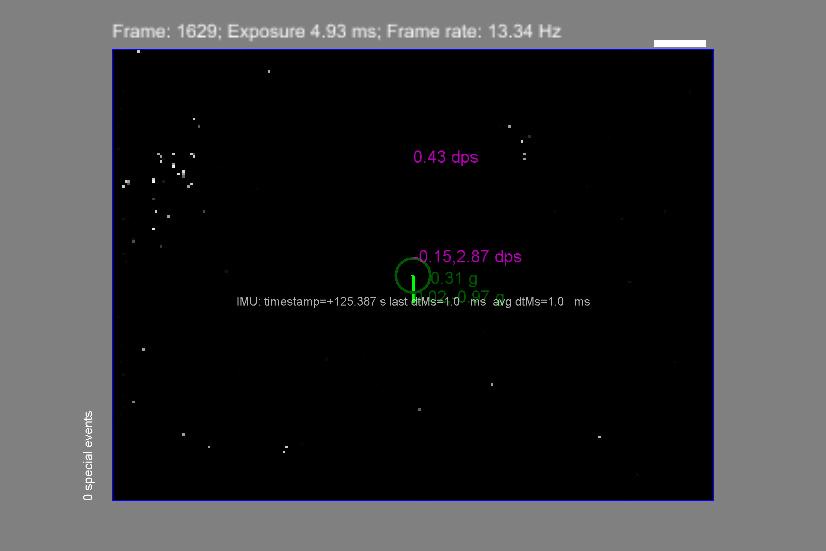 Frame: 1629; Exposure 4.93 ms; Frame rate: 13.34 Hz
0.43 dps
-0.15,2.87 dps
0.31 g
IMU: timestamp=+125.387 s last dtMs=1.0 ms avg dtMs=1.0 ms
0 special events